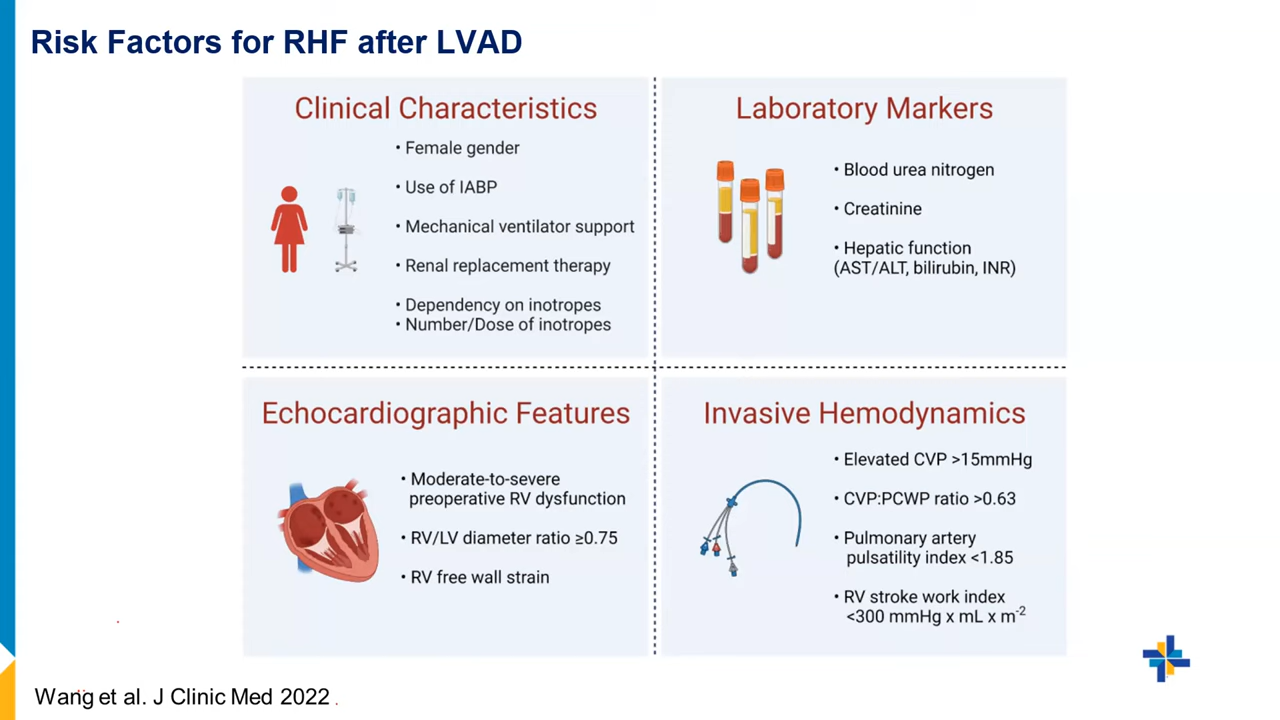 Risk Factors for RHF after LVAD
Clinical Characteristics
• Female gender
• Use of IABP
• Mechanical ventilator support
• Renal replacement therapy
• Dependency on inotropes
• Number/Dose of inotropes
Laboratory Markers
• Blood urea nitrogen
• Creatinine
• Hepatic function
(AST/ALT, bilirubin, INR)
Echocardiographic Features
• Moderate-to-severe
preoperative RV dysfunction
• RV/LV diameter ratio ≥0.75
• RV free wall strain
Invasive Hemodynamics
• Elevated CVP >15mmHg
• CVP:PCWP ratio >0.63
• Pulmonary artery
pulsatility index <1.85
• RV stroke work index
<300 mmHg x mL x m⁻²
Wang et al. J Clinic Med 2022